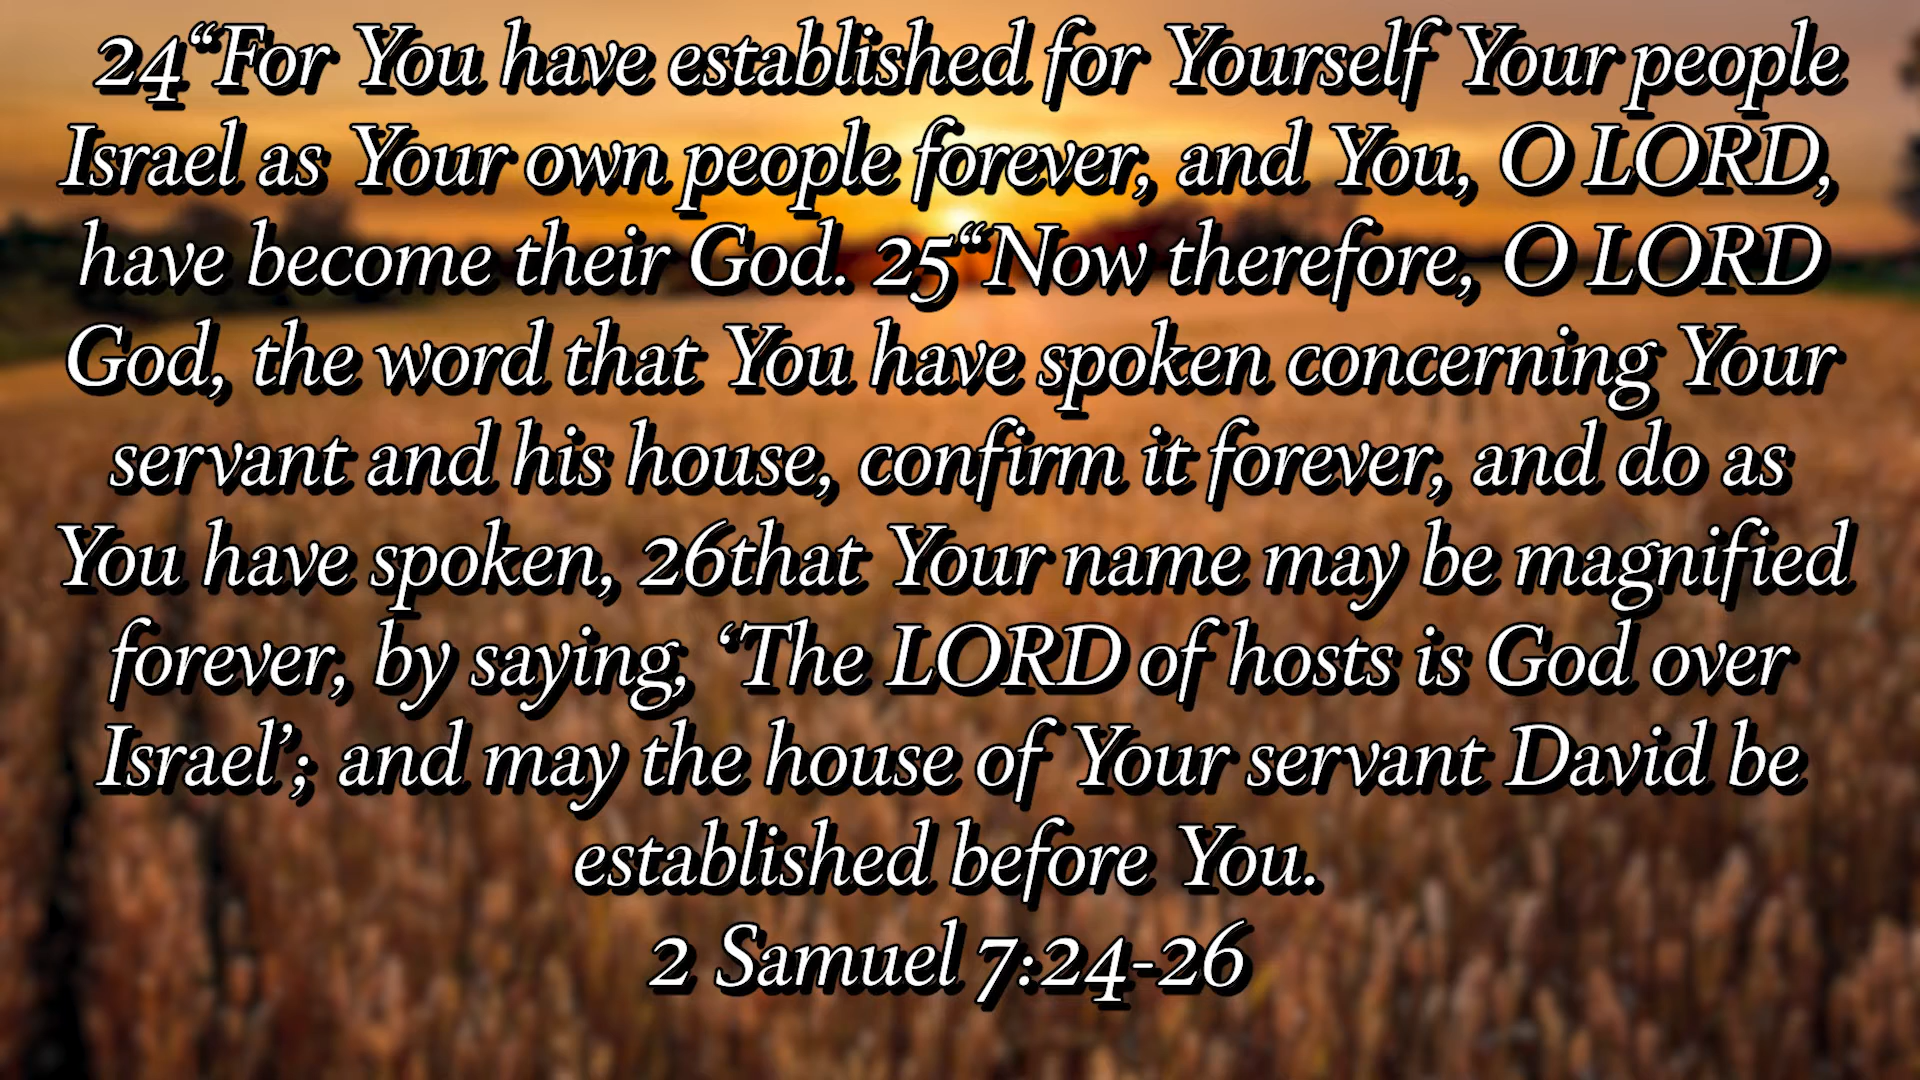 24“For You have established for Yourself Your people
Israel as Your own people forever, and You, O LORD,
have become their God. 25“Now therefore, O LORD
God, the word that You have spoken concerning Your
servant and his house, confirm it forever, and do as
You have spoken, 26that Your name may be magnified
forever, by saying, ‘The LORD of hosts is God over
Israel’; and may the house of Your servant David be
established before You.
2 Samuel 7:24-26